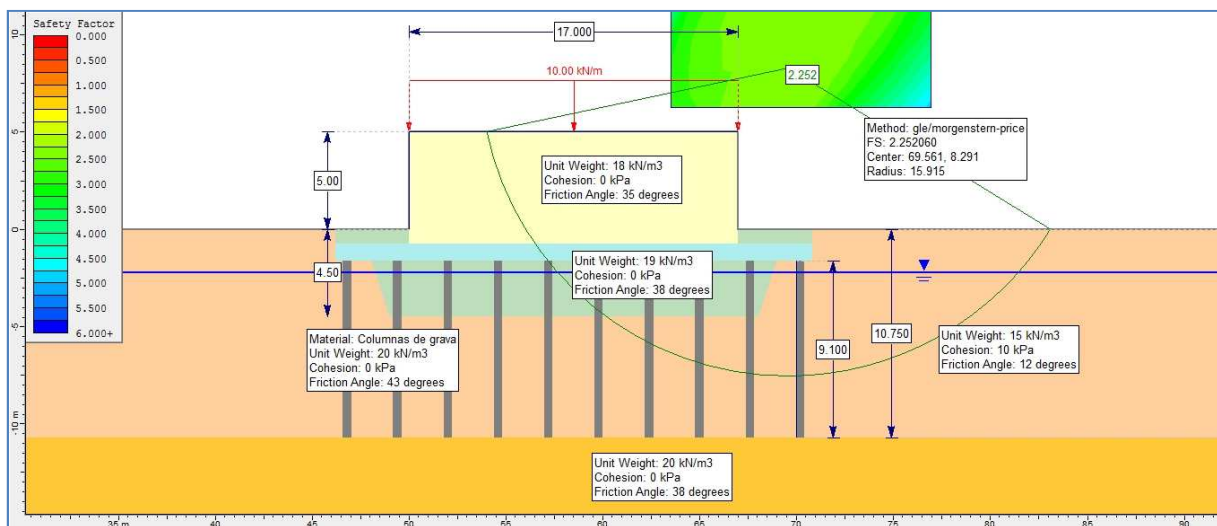 Safety Factor
0.000
0.500
1.000
1.500
2.000
2.500
3.000
3.500
4.000
4.500
5.000
5.500
6.000+
10
5
0
-5
-10
17.000
10.00 kN/m
2.252
Method: gle/morgenstern-price
FS: 2.252060
Center: 69.561, 8.291
Radius: 15.915
5.00
Unit Weight: 18 kN/m3
Cohesion: 0 kPa
Friction Angle: 35 degrees
4.50
Unit Weight: 19 kN/m3
Cohesion: 0 kPa
Friction Angle: 38 degrees
Material: Columnas de grava
Unit Weight: 20 kN/m3
Cohesion: 0 kPa
Friction Angle: 43 degrees
9.100
10.750
Unit Weight: 15 kN/m3
Cohesion: 10 kPa
Friction Angle: 12 degrees
Unit Weight: 20 kN/m3
Cohesion: 0 kPa
Friction Angle: 38 degrees
35 m
40
45
50
55
60
65
70
75
80
85
90